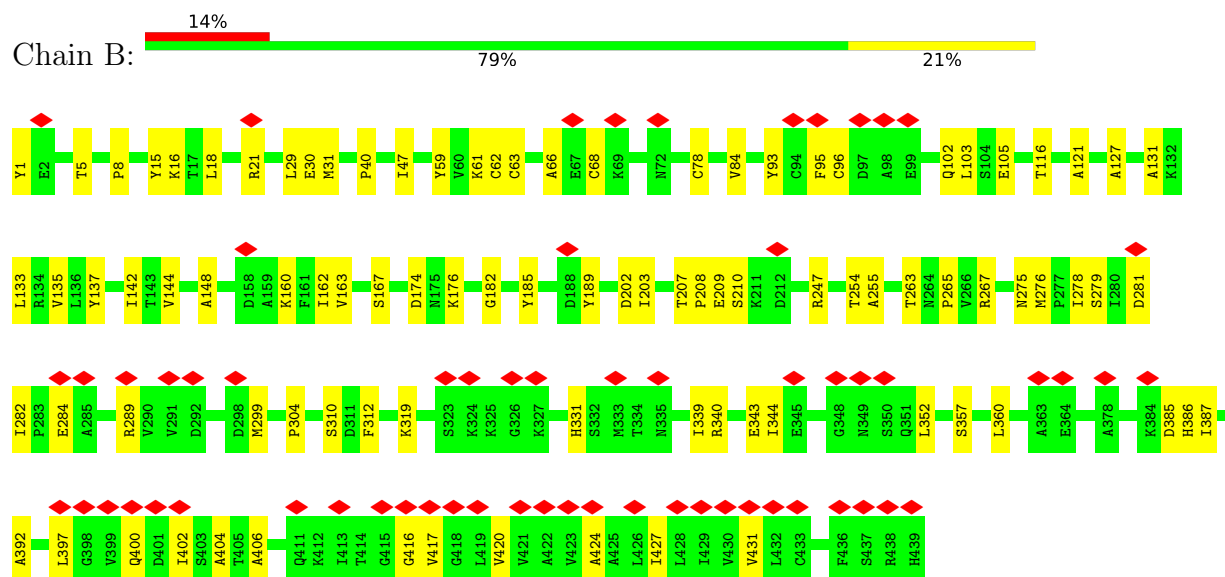 14%
Chain B:
79%
21%
Y1 E2 T5 P8 Y15 K16 T17 L18 R21 L29 E30 M31 P40 I47 Y59 V60 K61 C62 C63 A66 E67 C68 K69 N72 C78 V84 Y93 C94 F95 C96 D97 A98 E99 Q102 L103 S104 E105 T116 A121 A127 A131 K132
L133 R134 V135 L136 Y137 I142 T143 V144 A148 D158 A159 K160 F161 I162 V163 S167 D174 N175 K176 G182 Y185 D188 Y189 D202 I203 T207 P208 E209 S210 K211 D212 R247 T254 A255 T263 N264 P265 V266 R267 N275 M276 P277 I278 S279 I280 D281
I282 P283 E284 A285 R289 V290 V291 D292 D298 M299 P304 S310 D311 F312 K319 S323 K324 K325 G326 K327 H331 S332 M333 T334 N335 I339 R340 E343 I344 E345 G348 N349 S350 Q351 L352 S357 L360 A363 E364 A378 K384 D385 H386 I387
A392 L397 G398 V399 Q400 D401 I402 S403 A404 T405 A406 Q411 K412 I413 T414 G415 G416 V417 G418 L419 V420 V421 A422 V423 A424 A425 L426 I427 L428 I429 V430 V431 L432 C433 F436 S437 R438 H439